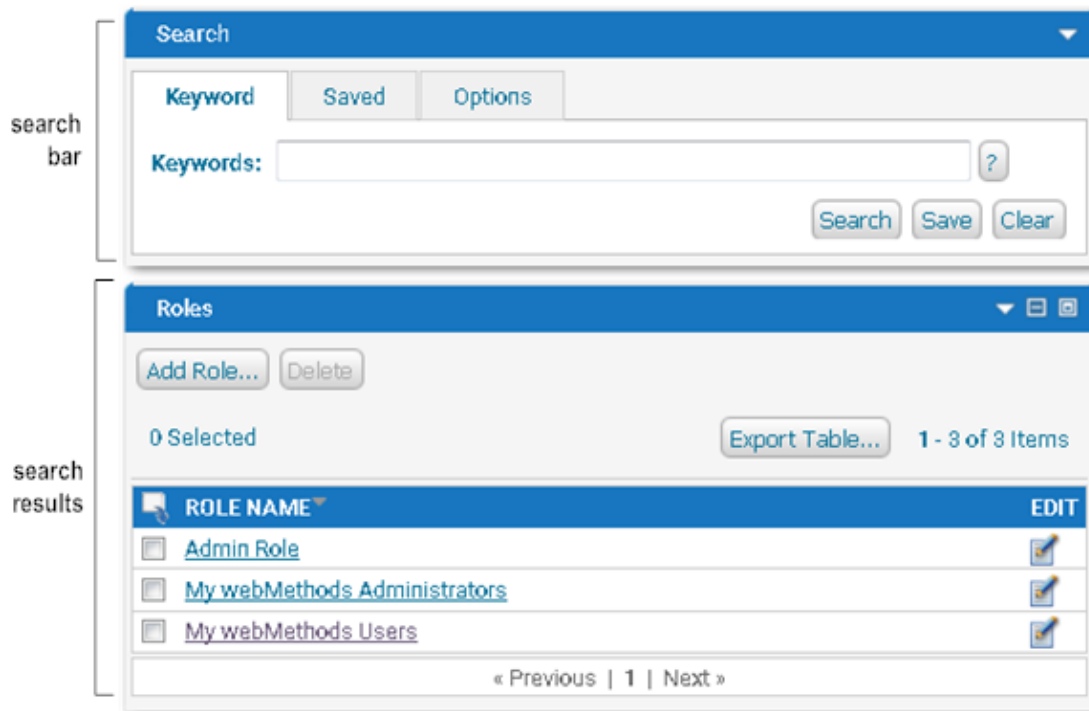 Search
Keyword Saved Options
search
bar
Keywords: ?
Search Save Clear
Roles
Add Role... Delete
0 Selected Export Table... 1 - 3 of 3 Items
search
results
ROLE NAME EDIT
Admin Role
My webMethods Administrators
My webMethods Users
« Previous | 1 | Next »